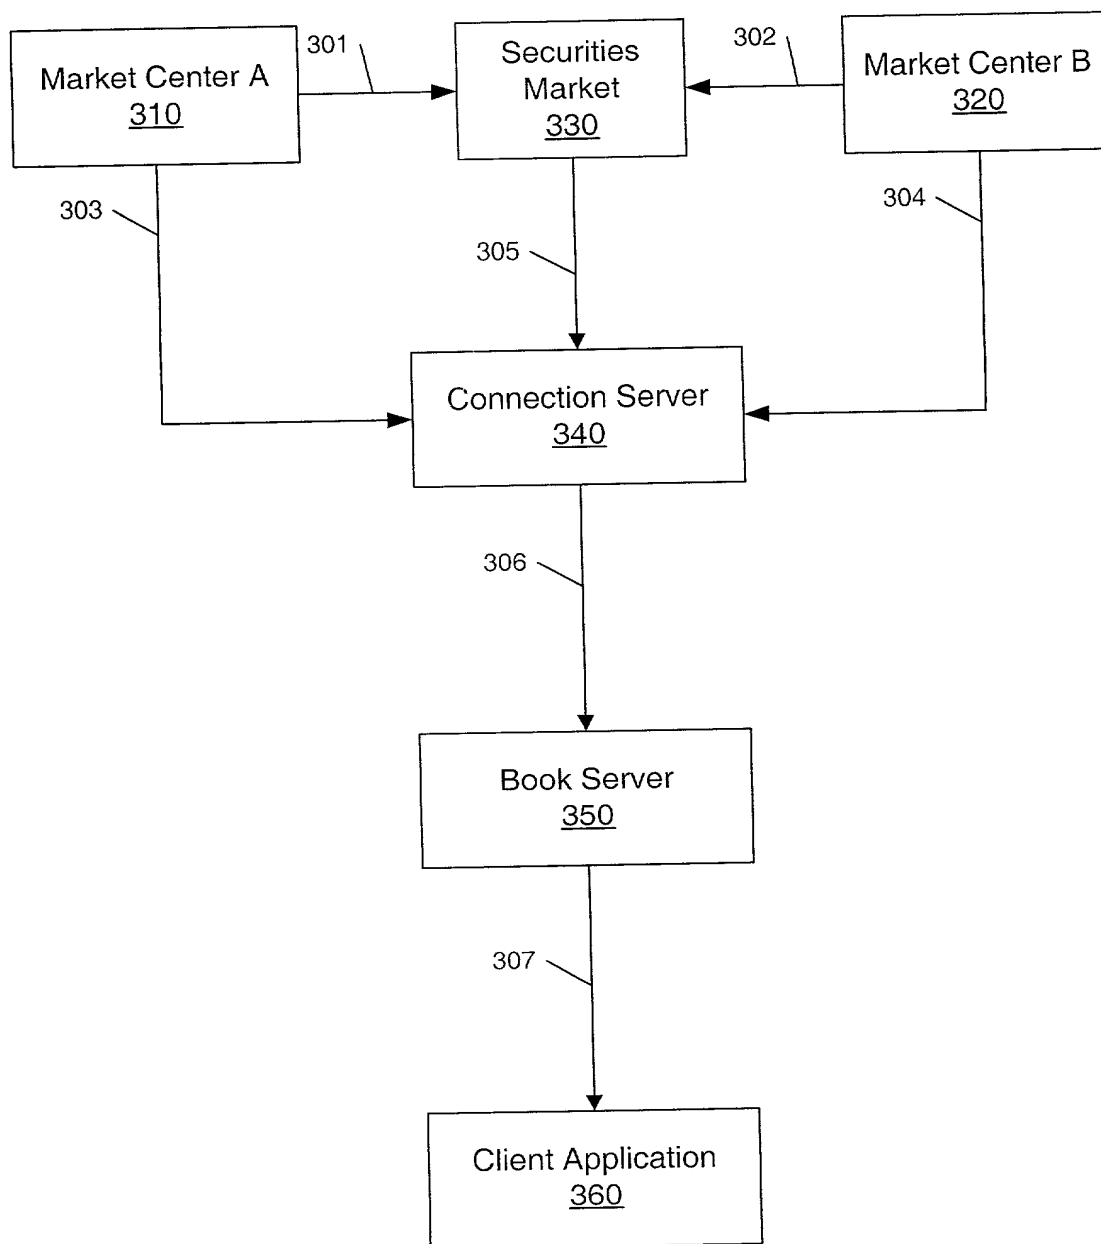 Market Center A
310
301
Securities
Market
330
302
Market Center B
320
303
305
304
Connection Server
340
306
Book Server
350
307
Client Application
360